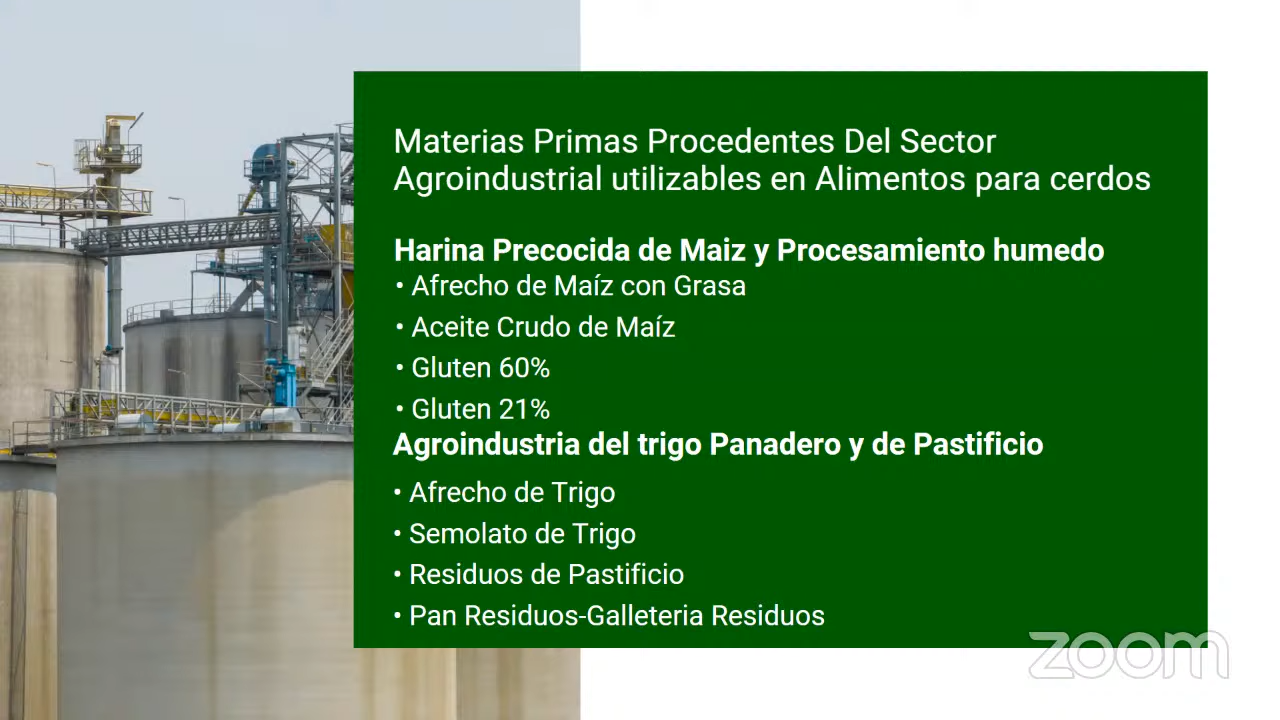 Materias Primas Procedentes Del Sector
Agroindustrial utilizables en Alimentos para cerdos
Harina Precocida de Maiz y Procesamiento humedo
• Afrecho de Maíz con Grasa
• Aceite Crudo de Maíz
• Gluten 60%
• Gluten 21%
Agroindustria del trigo Panadero y de Pastificio
• Afrecho de Trigo
• Semolato de Trigo
• Residuos de Pastificio
• Pan Residuos-Galleteria Residuos
zoom